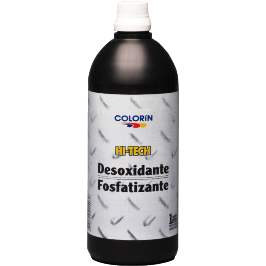 COLORIN
HI-TECH
Desoxidante
Fosfatizante